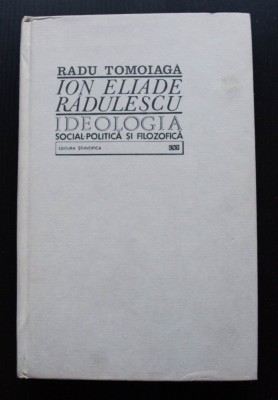 RADU TOMOIAGA
ION ELIADE
RĂDULESCU
IDEOLOGIA
SOCIAL-POLITICĂ ȘI FILOZOFICĂ
EDITURA ȘTIINȚIFICĂ